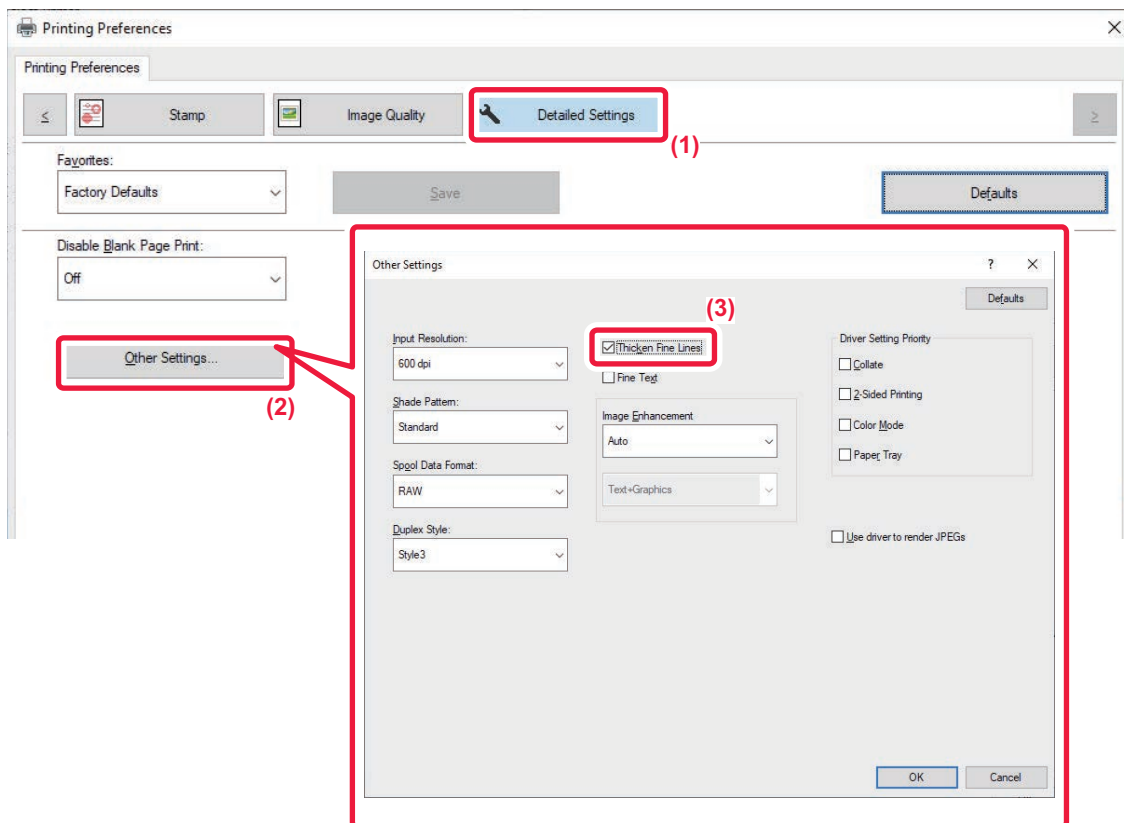 Printing Preferences
Printing Preferences
≤
Stamp
Image Quality
Detailed Settings
≥
(1)
Favorites:
Factory Defaults
Save
Defaults
Disable Blank Page Print:
Off
Other Settings...
(2)
Other Settings
?
Defaults
(3)
Input Resolution:
600 dpi
Shade Pattern:
Standard
Spool Data Format:
RAW
Duplex Style:
Style3
Thicken Fine Lines
Fine Text
Image Enhancement
Auto
Text+Graphics
Driver Setting Priority
Collate
2-Sided Printing
Color Mode
Paper Tray
Use driver to render JPEGs
OK
Cancel